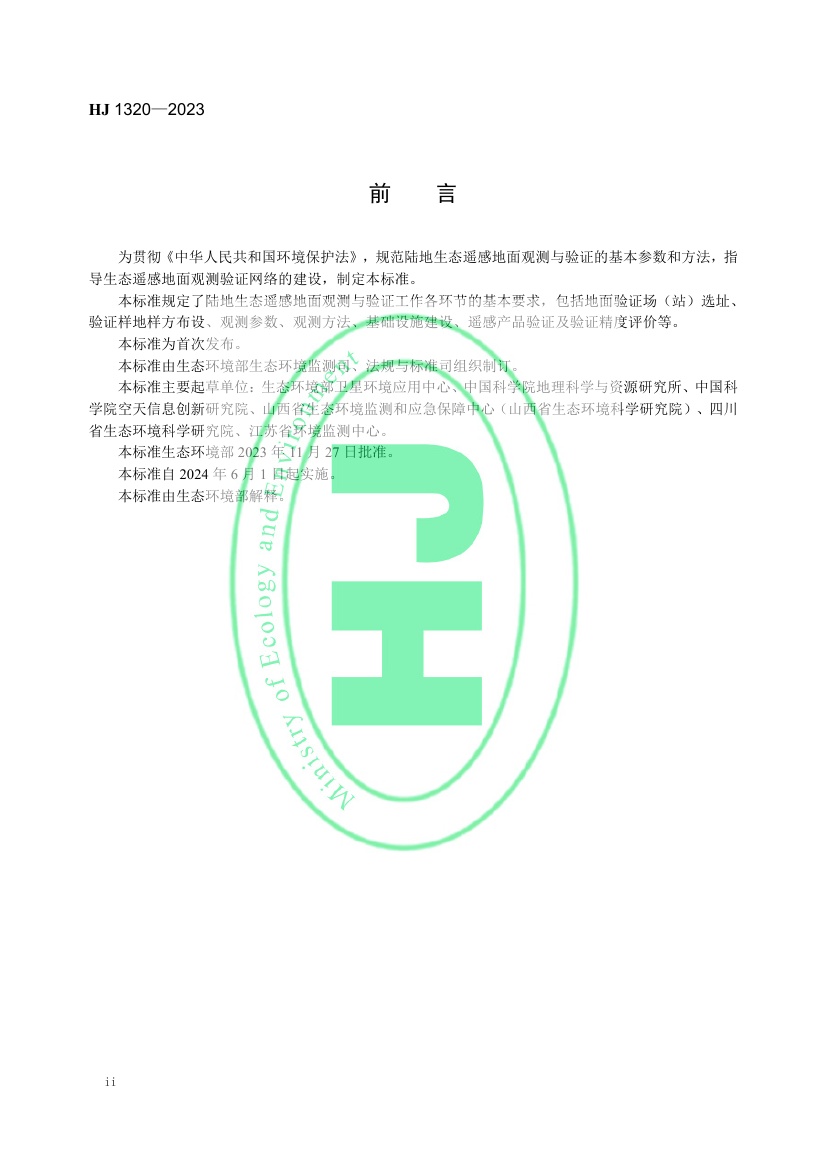 HJ 1320—2023
前 言
为贯彻《中华人民共和国环境保护法》，规范陆地生态遥感地面观测与验证的基本参数和方法，指
导生态遥感地面观测验证网络的建设，制定本标准。
本标准规定了陆地生态遥感地面观测与验证工作各环节的基本要求，包括地面验证场（站）选址、
验证样地样方布设、观测参数、观测方法、基础设施建设、遥感产品验证及验证精度评价等。
本标准为首次发布。
本标准由生态环境部生态环境监测司、法规与标准司组织制订。
本标准主要起草单位：生态环境部卫星环境应用中心、中国科学院地理科学与资源研究所、中国科
学院空天信息创新研究院、山西省生态环境监测和应急保障中心（山西省生态环境科学研究院）、四川
省生态环境科学研究院、江苏省环境监测中心。
本标准生态环境部 2023 年 11 月 27 日批准。
本标准自 2024 年 6 月 1 日起实施。
本标准由生态环境部解释。
Ministry of Ecology and Environment
HJ
ii